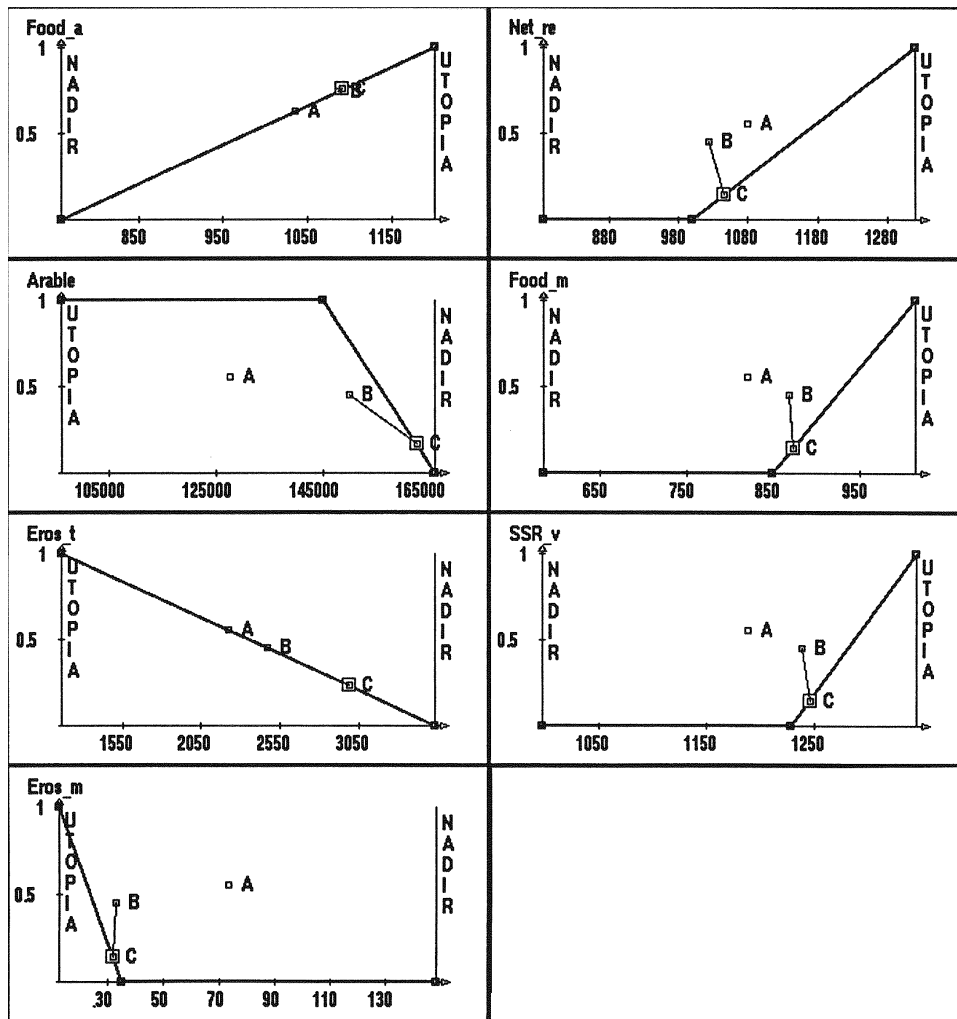 Food_a
1
0.5
NADIR
UTOPIA
A
B
C
850 950 1050 1150
Net_re
1
0.5
NADIR
UTOPIA
A
B
C
880 980 1080 1180 1280
Arable
1
0.5
UTOPIA
NADIR
A
B
C
105000 125000 145000 165000
Food_m
1
0.5
NADIR
UTOPIA
A
B
C
650 750 850 950
Eros_t
1
0.5
UTOPIA
NADIR
A
B
C
1550 2050 2550 3050
SSR_v
1
0.5
NADIR
UTOPIA
A
B
C
1050 1150 1250
Eros_m
1
0.5
UTOPIA
NADIR
A
B
C
30 50 70 90 110 130